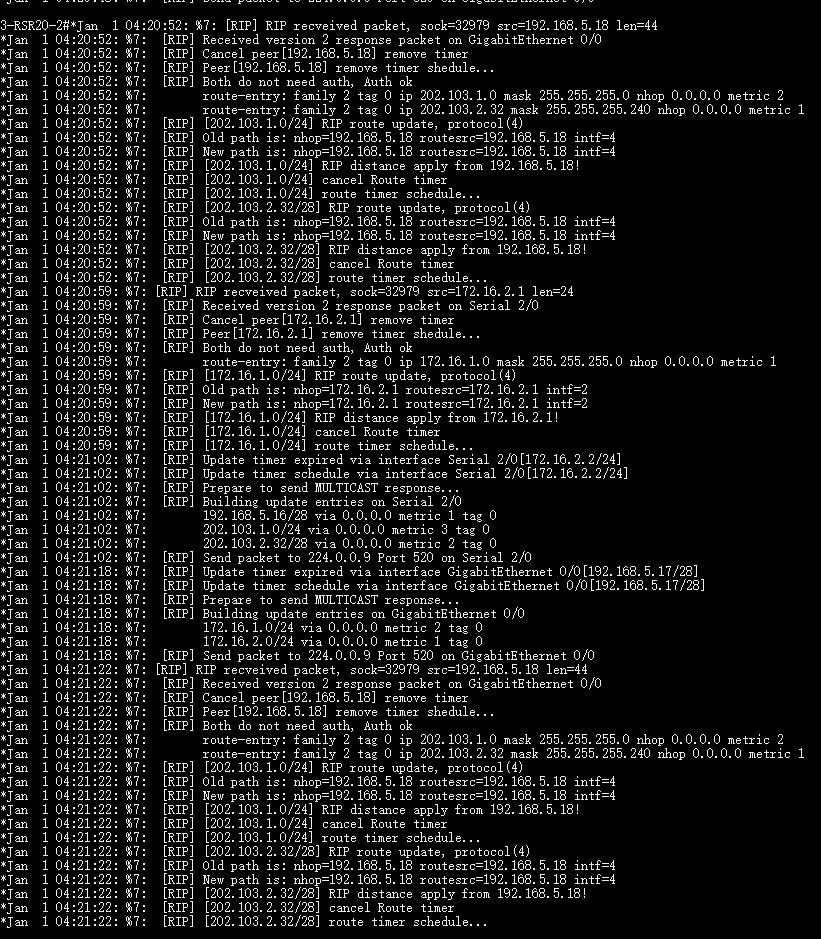 3-RSR20-2#*Jan  1 04:20:52: %7: [RIP] RIP recveived packet, sock=32979 src=192.168.5.18 len=44
*Jan  1 04:20:52: %7:  [RIP] Received version 2 response packet on GigabitEthernet 0/0
*Jan  1 04:20:52: %7:  [RIP] Cancel peer[192.168.5.18] remove timer
*Jan  1 04:20:52: %7:  [RIP] Peer[192.168.5.18] remove timer shedule...
*Jan  1 04:20:52: %7:  [RIP] Both do not need auth, Auth ok
*Jan  1 04:20:52: %7:        route-entry: family 2 tag 0 ip 202.103.1.0 mask 255.255.255.0 nhop 0.0.0.0 metric 2
*Jan  1 04:20:52: %7:        route-entry: family 2 tag 0 ip 202.103.2.32 mask 255.255.255.240 nhop 0.0.0.0 metric 1
*Jan  1 04:20:52: %7:  [RIP] [202.103.1.0/24] RIP route update, protocol(4)
*Jan  1 04:20:52: %7:  [RIP] Old path is: nhop=192.168.5.18 routesrc=192.168.5.18 intf=4
*Jan  1 04:20:52: %7:  [RIP] New path is: nhop=192.168.5.18 routesrc=192.168.5.18 intf=4
*Jan  1 04:20:52: %7:  [RIP] [202.103.1.0/24] RIP distance apply from 192.168.5.18!
*Jan  1 04:20:52: %7:  [RIP] [202.103.1.0/24] cancel Route timer
*Jan  1 04:20:52: %7:  [RIP] [202.103.1.0/24] route timer schedule...
*Jan  1 04:20:52: %7:  [RIP] [202.103.2.32/28] RIP route update, protocol(4)
*Jan  1 04:20:52: %7:  [RIP] Old path is: nhop=192.168.5.18 routesrc=192.168.5.18 intf=4
*Jan  1 04:20:52: %7:  [RIP] New path is: nhop=192.168.5.18 routesrc=192.168.5.18 intf=4
*Jan  1 04:20:52: %7:  [RIP] [202.103.2.32/28] RIP distance apply from 192.168.5.18!
*Jan  1 04:20:52: %7:  [RIP] [202.103.2.32/28] cancel Route timer
*Jan  1 04:20:52: %7:  [RIP] [202.103.2.32/28] route timer schedule...
*Jan  1 04:20:59: %7: [RIP] RIP recveived packet, sock=32979 src=172.16.2.1 len=24
*Jan  1 04:20:59: %7:  [RIP] Received version 2 response packet on Serial 2/0
*Jan  1 04:20:59: %7:  [RIP] Cancel peer[172.16.2.1] remove timer
*Jan  1 04:20:59: %7:  [RIP] Peer[172.16.2.1] remove timer shedule...
*Jan  1 04:20:59: %7:  [RIP] Both do not need auth, Auth ok
*Jan  1 04:20:59: %7:        route-entry: family 2 tag 0 ip 172.16.1.0 mask 255.255.255.0 nhop 0.0.0.0 metric 1
*Jan  1 04:20:59: %7:  [RIP] [172.16.1.0/24] RIP route update, protocol(4)
*Jan  1 04:20:59: %7:  [RIP] Old path is: nhop=172.16.2.1 routesrc=172.16.2.1 intf=2
*Jan  1 04:20:59: %7:  [RIP] New path is: nhop=172.16.2.1 routesrc=172.16.2.1 intf=2
*Jan  1 04:20:59: %7:  [RIP] [172.16.1.0/24] RIP distance apply from 172.16.2.1!
*Jan  1 04:20:59: %7:  [RIP] [172.16.1.0/24] cancel Route timer
*Jan  1 04:20:59: %7:  [RIP] [172.16.1.0/24] route timer schedule...
*Jan  1 04:21:02: %7:  [RIP] Update timer expired via interface Serial 2/0[172.16.2.2/24]
*Jan  1 04:21:02: %7:  [RIP] Update timer schedule via interface Serial 2/0[172.16.2.2/24]
*Jan  1 04:21:02: %7:  [RIP] Prepare to send MULTICAST response...
*Jan  1 04:21:02: %7:  [RIP] Building update entries on Serial 2/0
*Jan  1 04:21:02: %7:        192.168.5.16/28 via 0.0.0.0 metric 1 tag 0
*Jan  1 04:21:02: %7:        202.103.1.0/24 via 0.0.0.0 metric 3 tag 0
*Jan  1 04:21:02: %7:        202.103.2.32/28 via 0.0.0.0 metric 2 tag 0
*Jan  1 04:21:02: %7:  [RIP] Send packet to 224.0.0.9 Port 520 on Serial 2/0
*Jan  1 04:21:18: %7:  [RIP] Update timer expired via interface GigabitEthernet 0/0[192.168.5.17/28]
*Jan  1 04:21:18: %7:  [RIP] Update timer schedule via interface GigabitEthernet 0/0[192.168.5.17/28]
*Jan  1 04:21:18: %7:  [RIP] Prepare to send MULTICAST response...
*Jan  1 04:21:18: %7:  [RIP] Building update entries on GigabitEthernet 0/0
*Jan  1 04:21:18: %7:        172.16.1.0/24 via 0.0.0.0 metric 2 tag 0
*Jan  1 04:21:18: %7:        172.16.2.0/24 via 0.0.0.0 metric 1 tag 0
*Jan  1 04:21:18: %7:  [RIP] Send packet to 224.0.0.9 Port 520 on GigabitEthernet 0/0
*Jan  1 04:21:22: %7: [RIP] RIP recveived packet, sock=32979 src=192.168.5.18 len=44
*Jan  1 04:21:22: %7:  [RIP] Received version 2 response packet on GigabitEthernet 0/0
*Jan  1 04:21:22: %7:  [RIP] Cancel peer[192.168.5.18] remove timer
*Jan  1 04:21:22: %7:  [RIP] Peer[192.168.5.18] remove timer shedule...
*Jan  1 04:21:22: %7:  [RIP] Both do not need auth, Auth ok
*Jan  1 04:21:22: %7:        route-entry: family 2 tag 0 ip 202.103.1.0 mask 255.255.255.0 nhop 0.0.0.0 metric 2
*Jan  1 04:21:22: %7:        route-entry: family 2 tag 0 ip 202.103.2.32 mask 255.255.255.240 nhop 0.0.0.0 metric 1
*Jan  1 04:21:22: %7:  [RIP] [202.103.1.0/24] RIP route update, protocol(4)
*Jan  1 04:21:22: %7:  [RIP] Old path is: nhop=192.168.5.18 routesrc=192.168.5.18 intf=4
*Jan  1 04:21:22: %7:  [RIP] New path is: nhop=192.168.5.18 routesrc=192.168.5.18 intf=4
*Jan  1 04:21:22: %7:  [RIP] [202.103.1.0/24] RIP distance apply from 192.168.5.18!
*Jan  1 04:21:22: %7:  [RIP] [202.103.1.0/24] cancel Route timer
*Jan  1 04:21:22: %7:  [RIP] [202.103.1.0/24] route timer schedule...
*Jan  1 04:21:22: %7:  [RIP] [202.103.2.32/28] RIP route update, protocol(4)
*Jan  1 04:21:22: %7:  [RIP] Old path is: nhop=192.168.5.18 routesrc=192.168.5.18 intf=4
*Jan  1 04:21:22: %7:  [RIP] New path is: nhop=192.168.5.18 routesrc=192.168.5.18 intf=4
*Jan  1 04:21:22: %7:  [RIP] [202.103.2.32/28] RIP distance apply from 192.168.5.18!
*Jan  1 04:21:22: %7:  [RIP] [202.103.2.32/28] cancel Route timer
*Jan  1 04:21:22: %7:  [RIP] [202.103.2.32/28] route timer schedule...